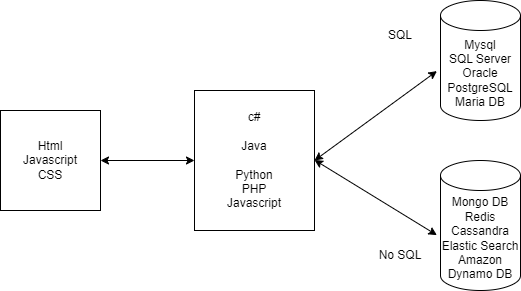 Html
Javascript
CSS
c#
Java
Python
PHP
Javascript
SQL
Mysql
SQL Server
Oracle
PostgreSQL
Maria DB
No SQL
Mongo DB
Redis
Cassandra
Elastic Search
Amazon
Dynamo DB